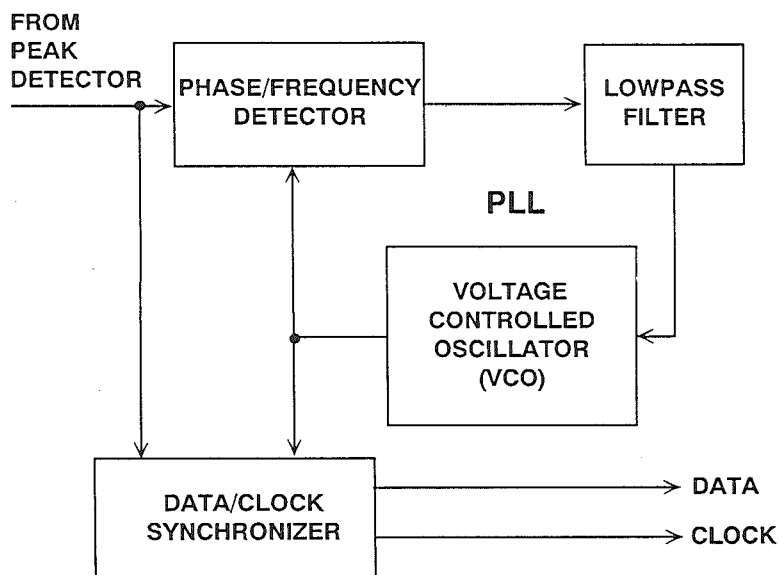 FROM
PEAK
DETECTOR
PHASE/FREQUENCY
DETECTOR
LOWPASS
FILTER
PLL
VOLTAGE
CONTROLLED
OSCILLATOR
(VCO)
DATA/CLOCK
SYNCHRONIZER
DATA
CLOCK